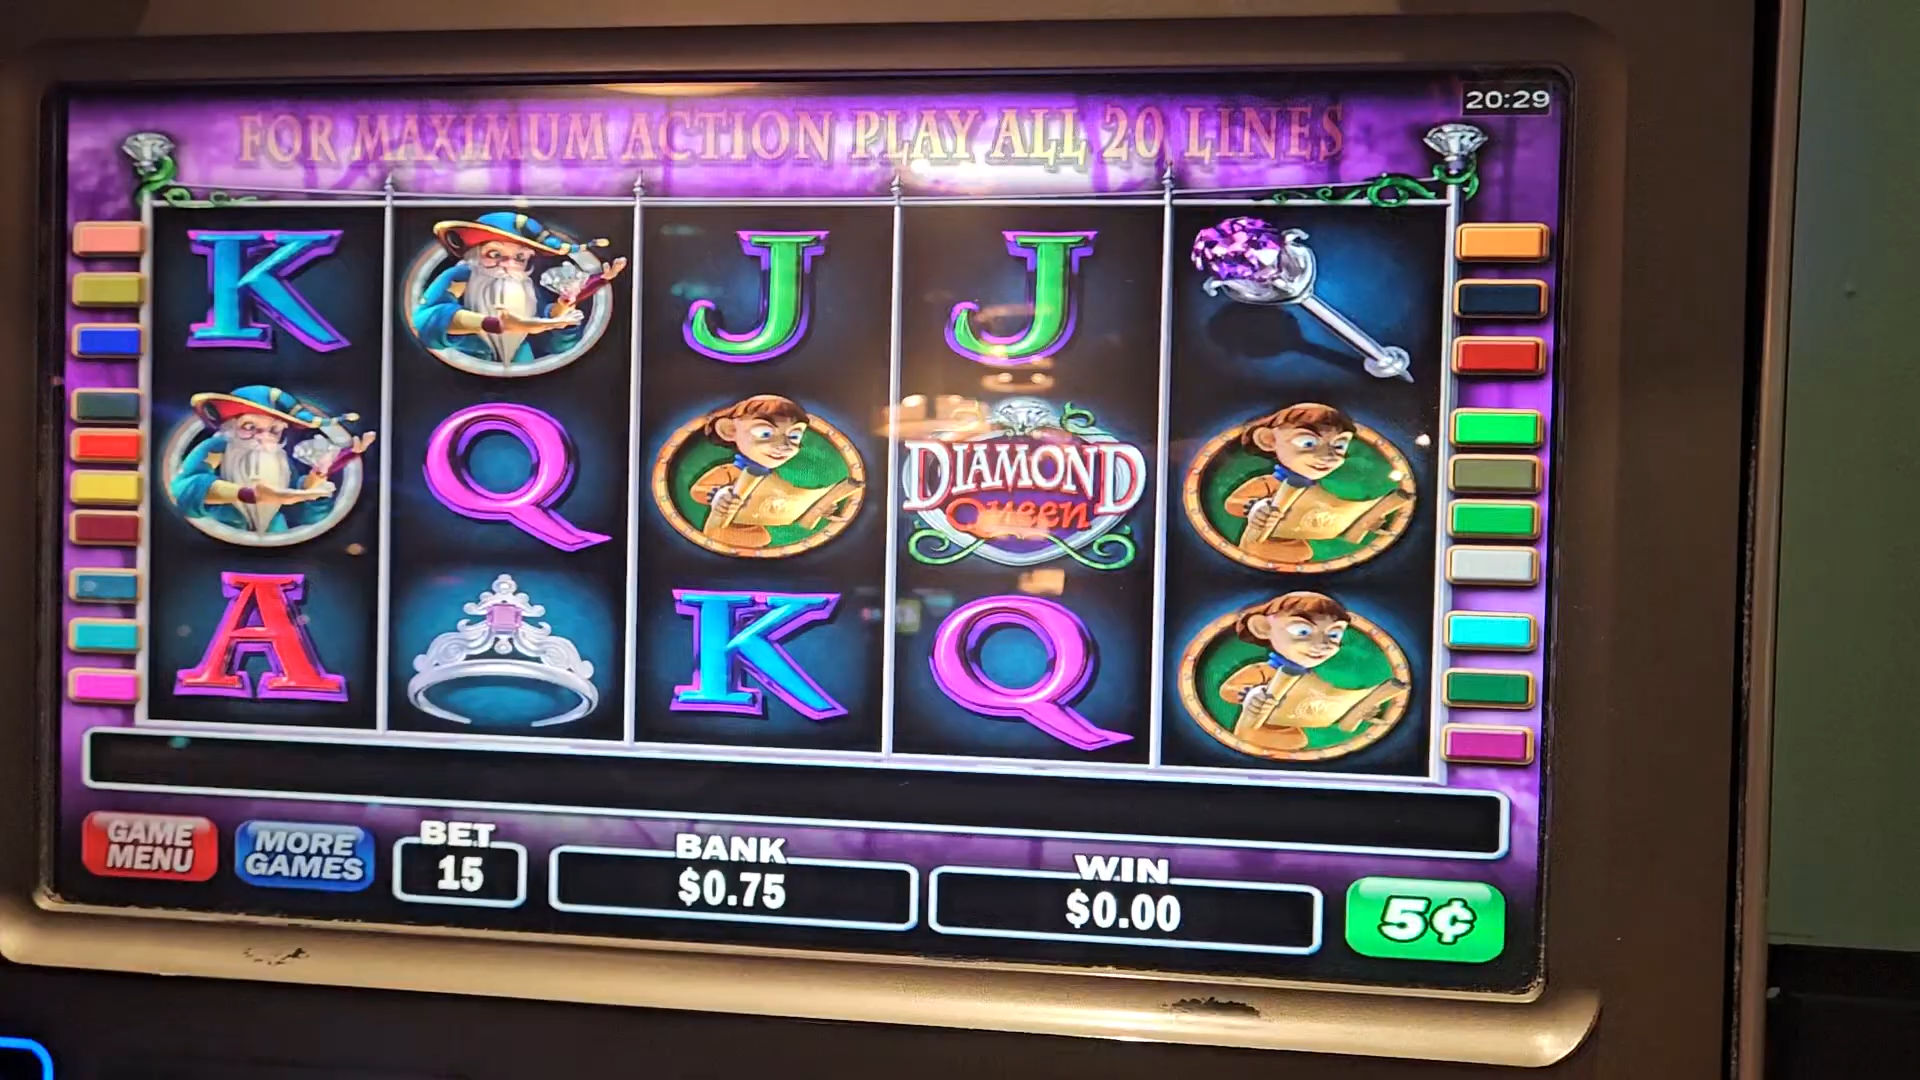 20:29
FOR MAXIMUM ACTION PLAY ALL 20 LINES
K J J
Q DIAMOND
Queen
A K Q
GAME
MENU
MORE
GAMES
BET
15
BANK
$0.75
WIN
$0.00
5¢